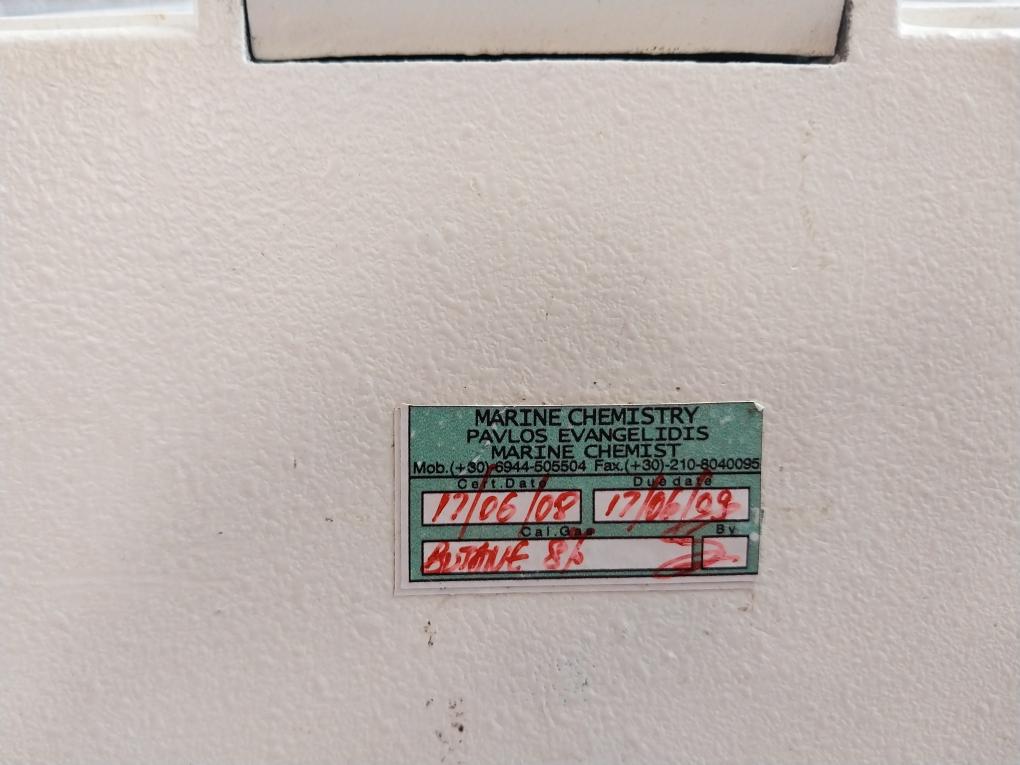 MARINE CHEMISTRY
PAVLOS EVANGELIDIS
MARINE CHEMIST
Mob.(+30)-6944-505504 Fax.(+30)-210-8040095
Cert.Date Due date
17/06/08 17/06/09
Cal.Gas By
BUTANE 8%